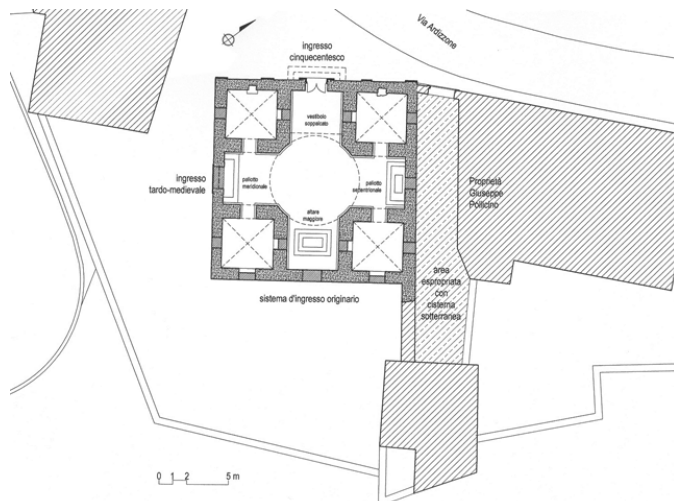 Via Ardizzone
ingresso
cinquecentesco
vestibolo
soppalcato
ingresso
tardo-medievale
paliotto
meridionale
paliotto
settentrionale
altare
maggiore
Proprietà
Giuseppe
Pollicino
area
espropriata
con
cisterna
sotterranea
sistema d'ingresso originario
0 1 2 5 m